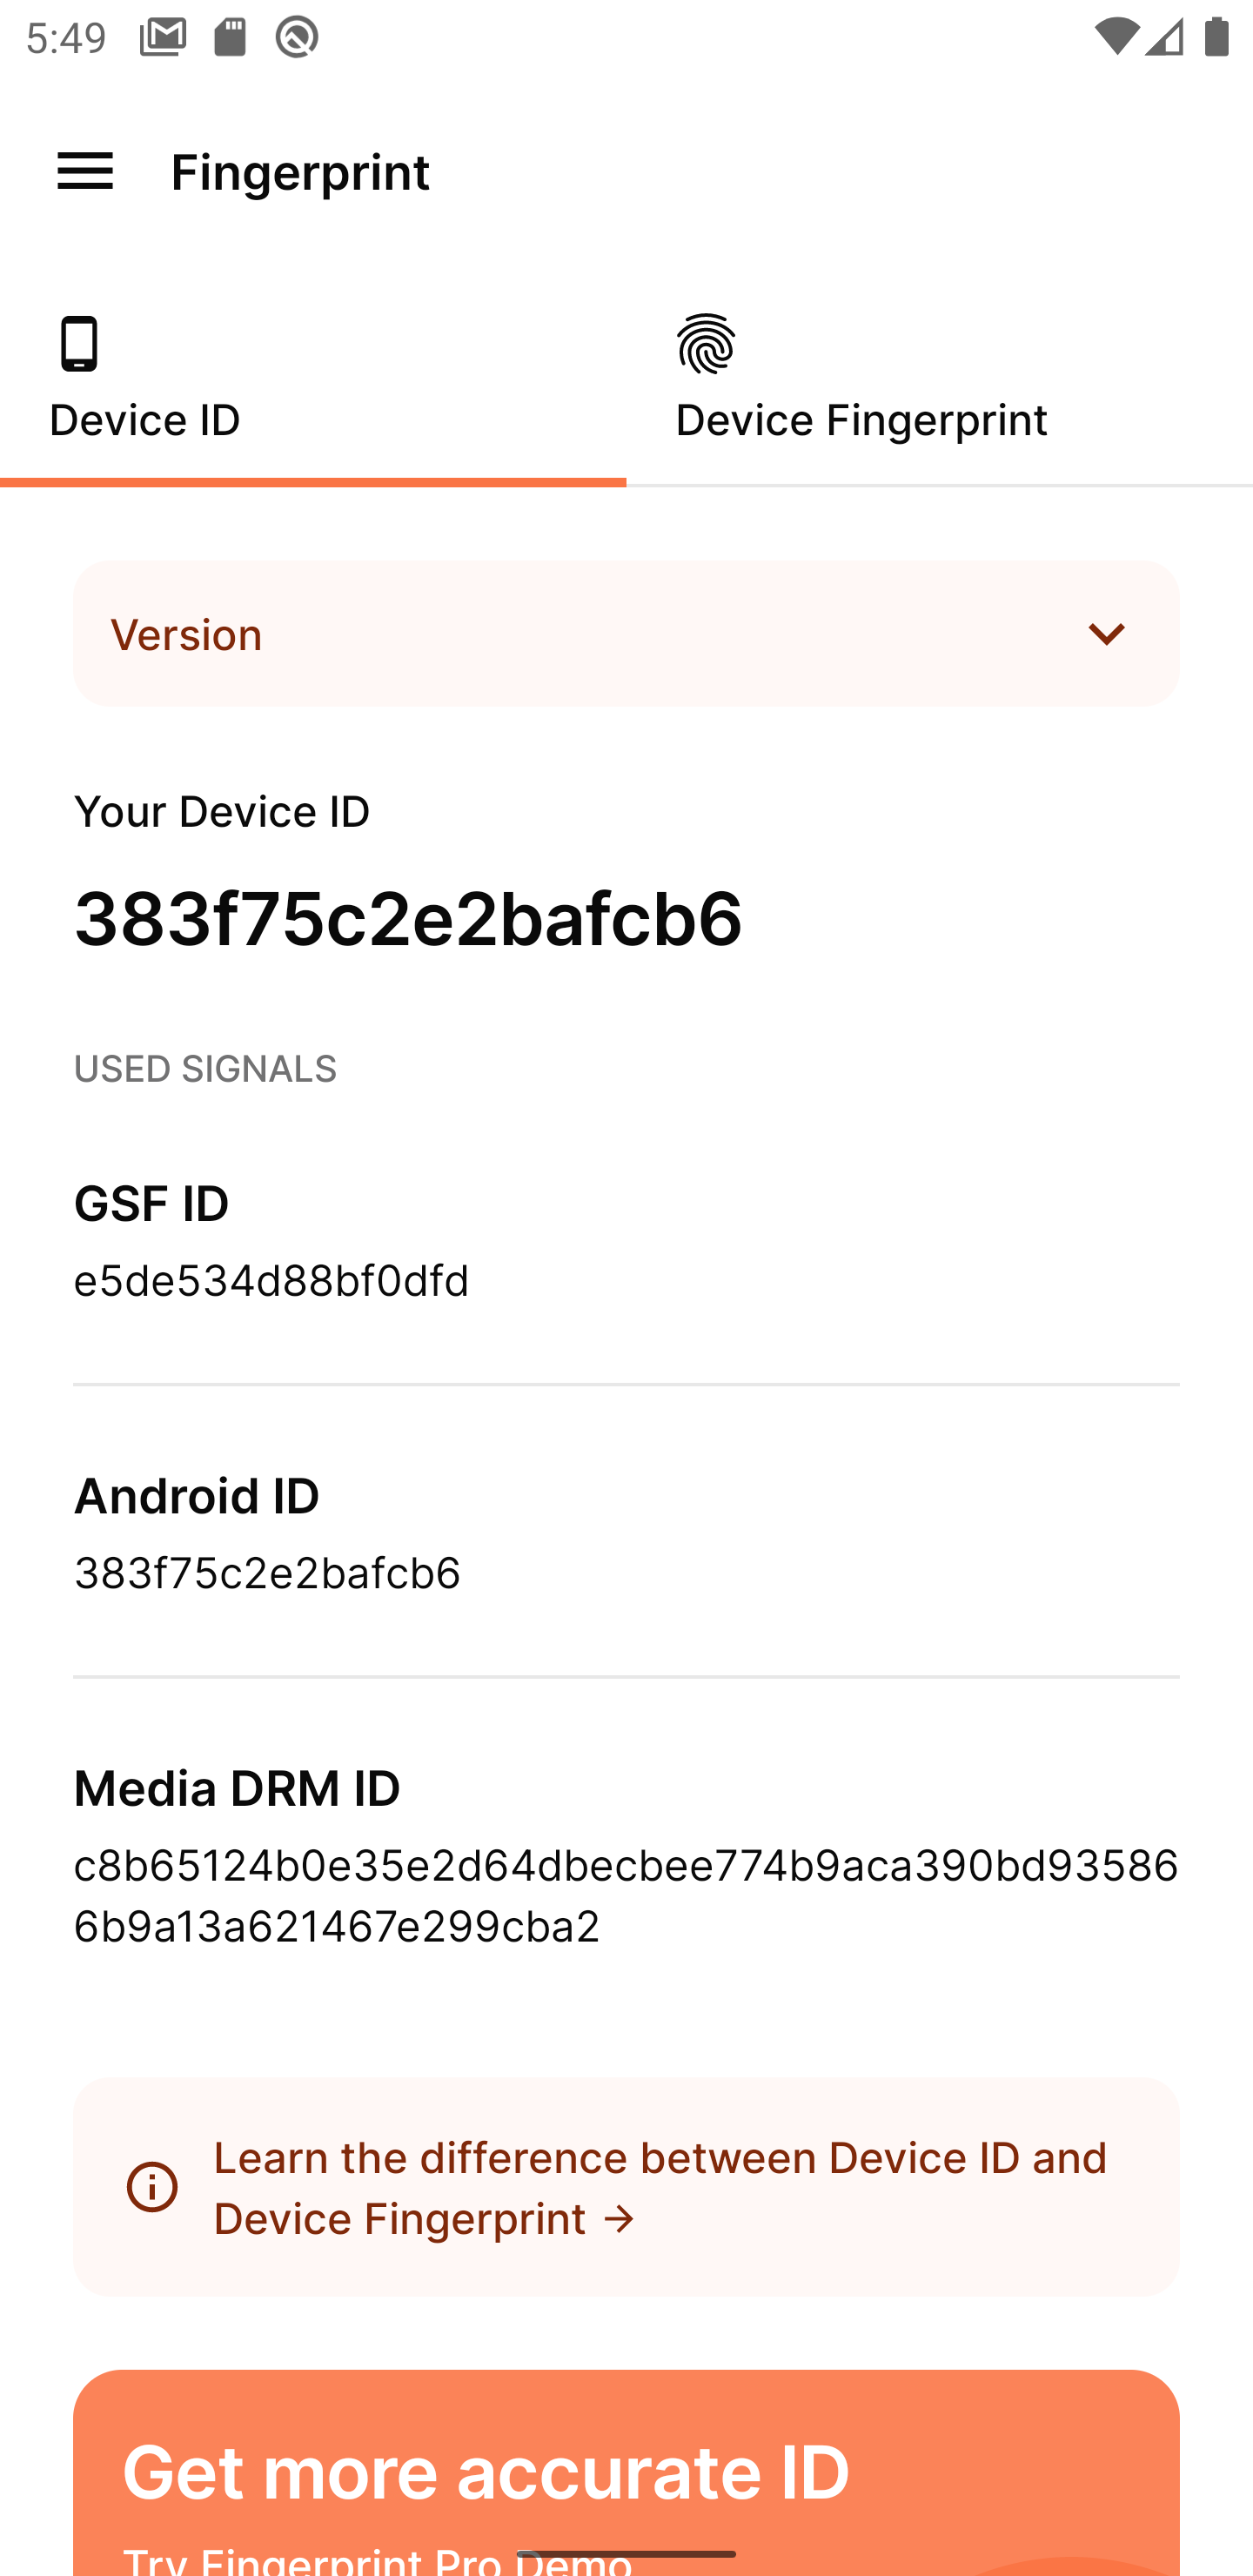 5:49
Fingerprint
Device ID
Device Fingerprint
Version
Your Device ID
383f75c2e2bafcb6
USED SIGNALS
GSF ID
e5de534d88bf0dfd
Android ID
383f75c2e2bafcb6
Media DRM ID
c8b65124b0e35e2d64dbecbee774b9aca390bd93586
6b9a13a621467e299cba2
Learn the difference between Device ID and
Device Fingerprint →
Get more accurate ID
Try Fingerprint Pro Demo